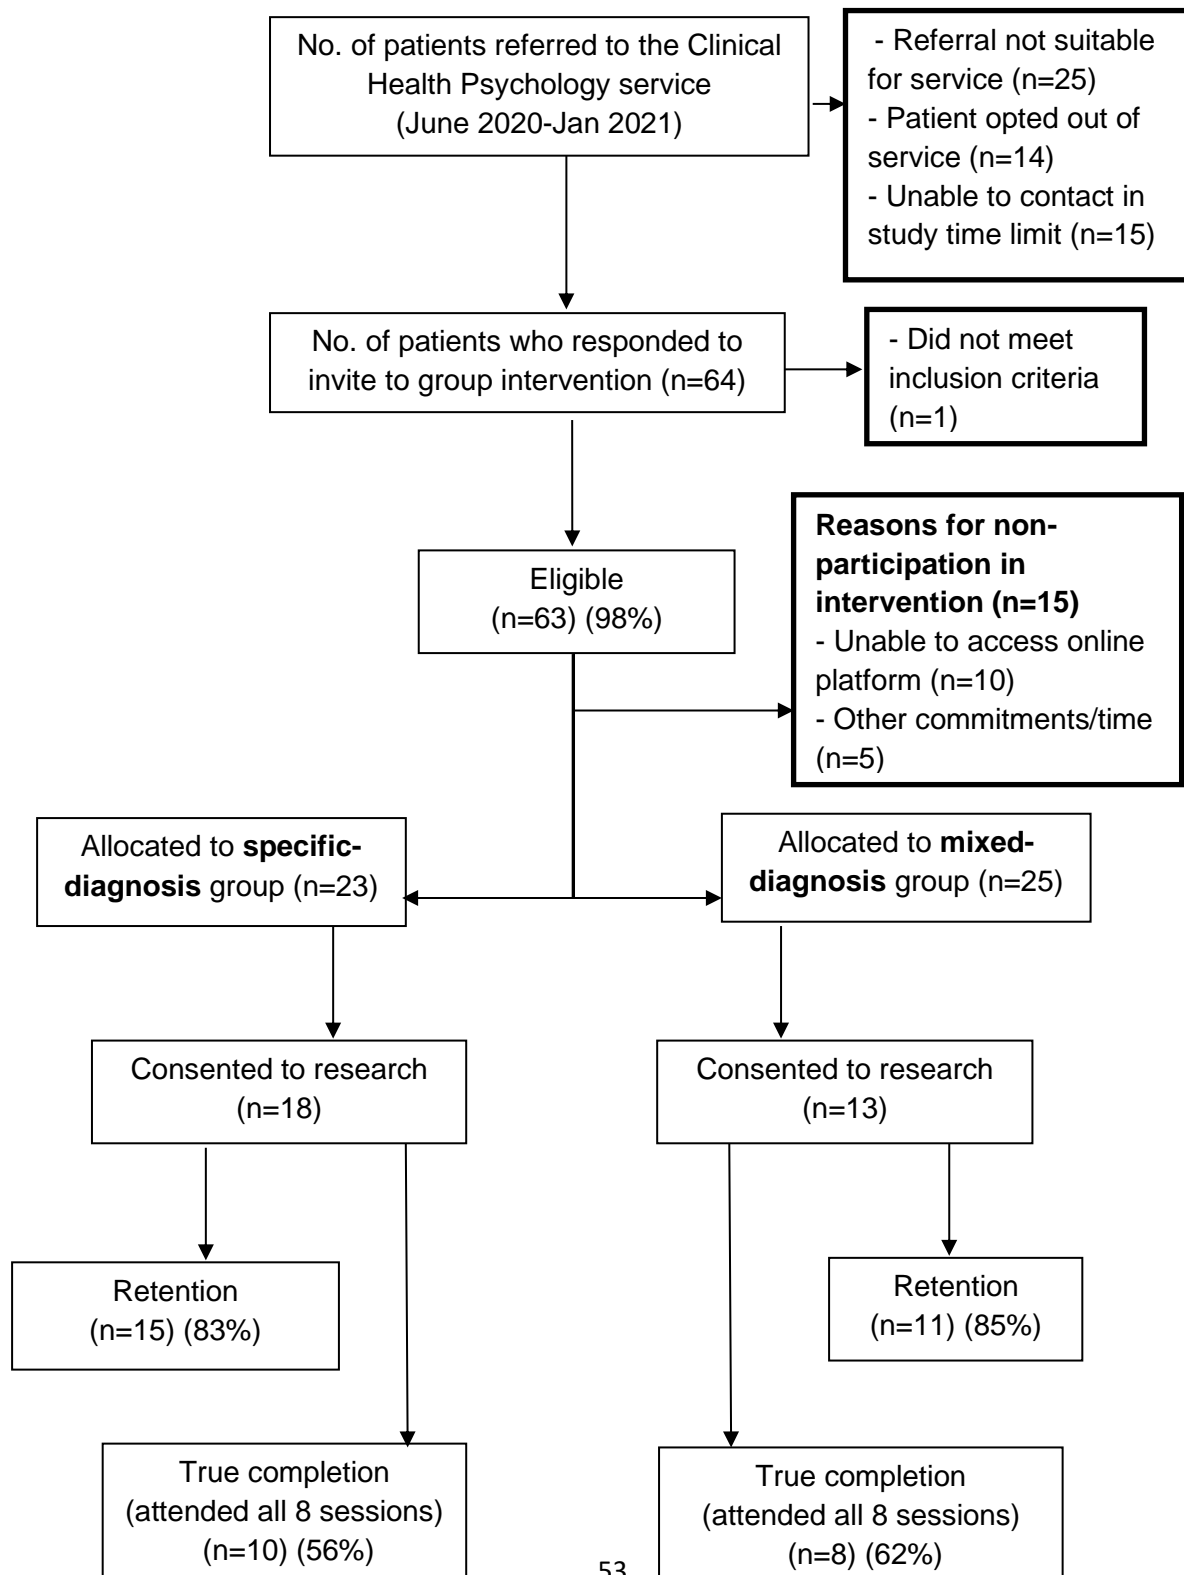 No. of patients referred to the Clinical
Health Psychology service
(June 2020-Jan 2021)
- Referral not suitable
for service (n=25)
- Patient opted out of
service (n=14)
- Unable to contact in
study time limit (n=15)
No. of patients who responded to
invite to group intervention (n=64)
- Did not meet
inclusion criteria
(n=1)
Eligible
(n=63) (98%)
Reasons for non-
participation in
intervention (n=15)
- Unable to access online
platform (n=10)
- Other commitments/time
(n=5)
Allocated to specific-
diagnosis group (n=23)
Allocated to mixed-
diagnosis group (n=25)
Consented to research
(n=18)
Consented to research
(n=13)
Retention
(n=15) (83%)
Retention
(n=11) (85%)
True completion
(attended all 8 sessions)
(n=10) (56%)
True completion
(attended all 8 sessions)
(n=8) (62%)
53